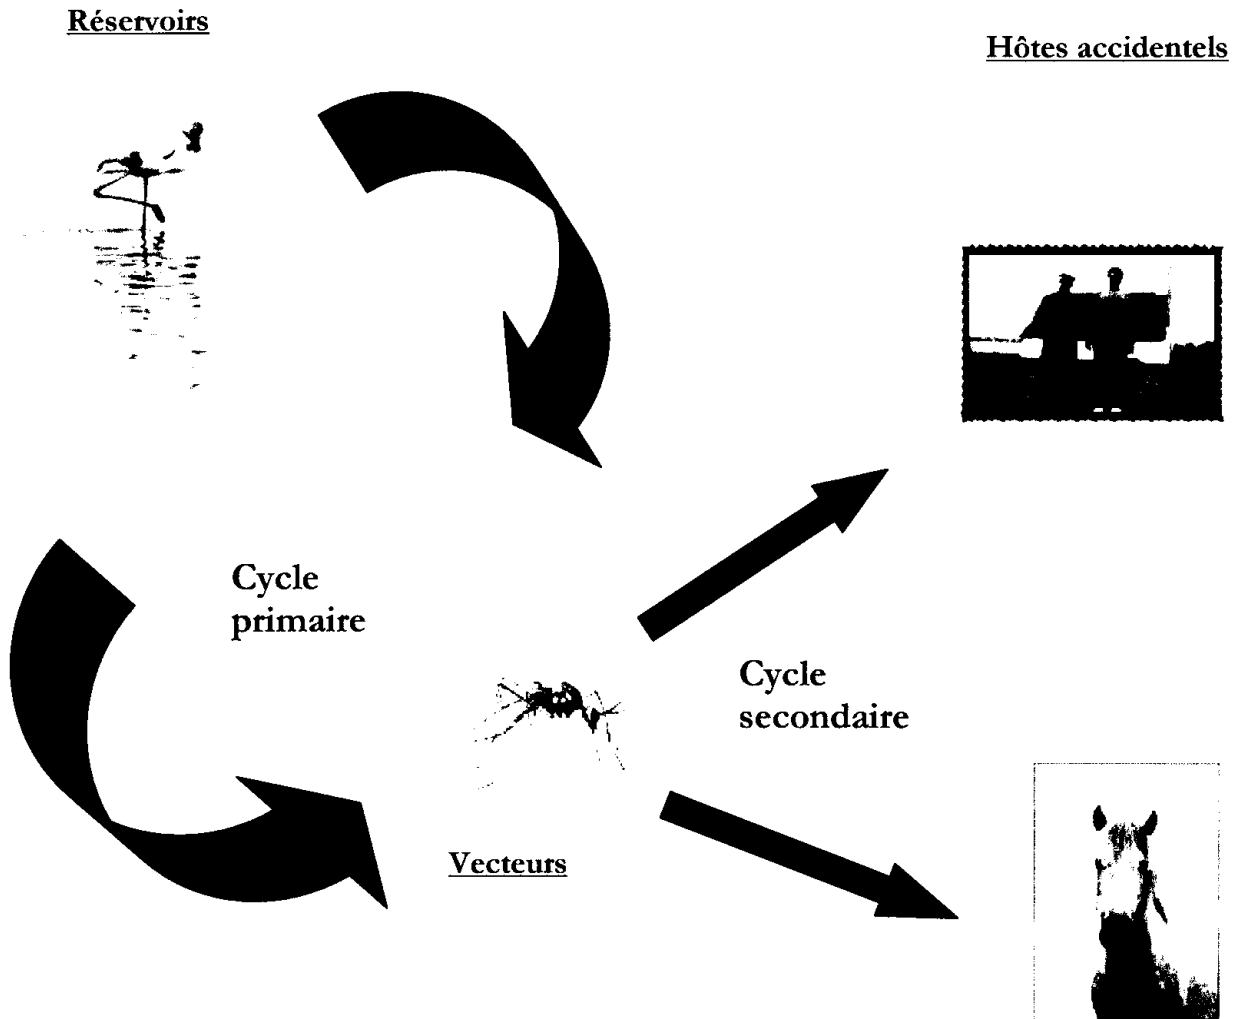 Réservoirs
Hôtes accidentels
Cycle
primaire
Cycle
secondaire
Vecteurs